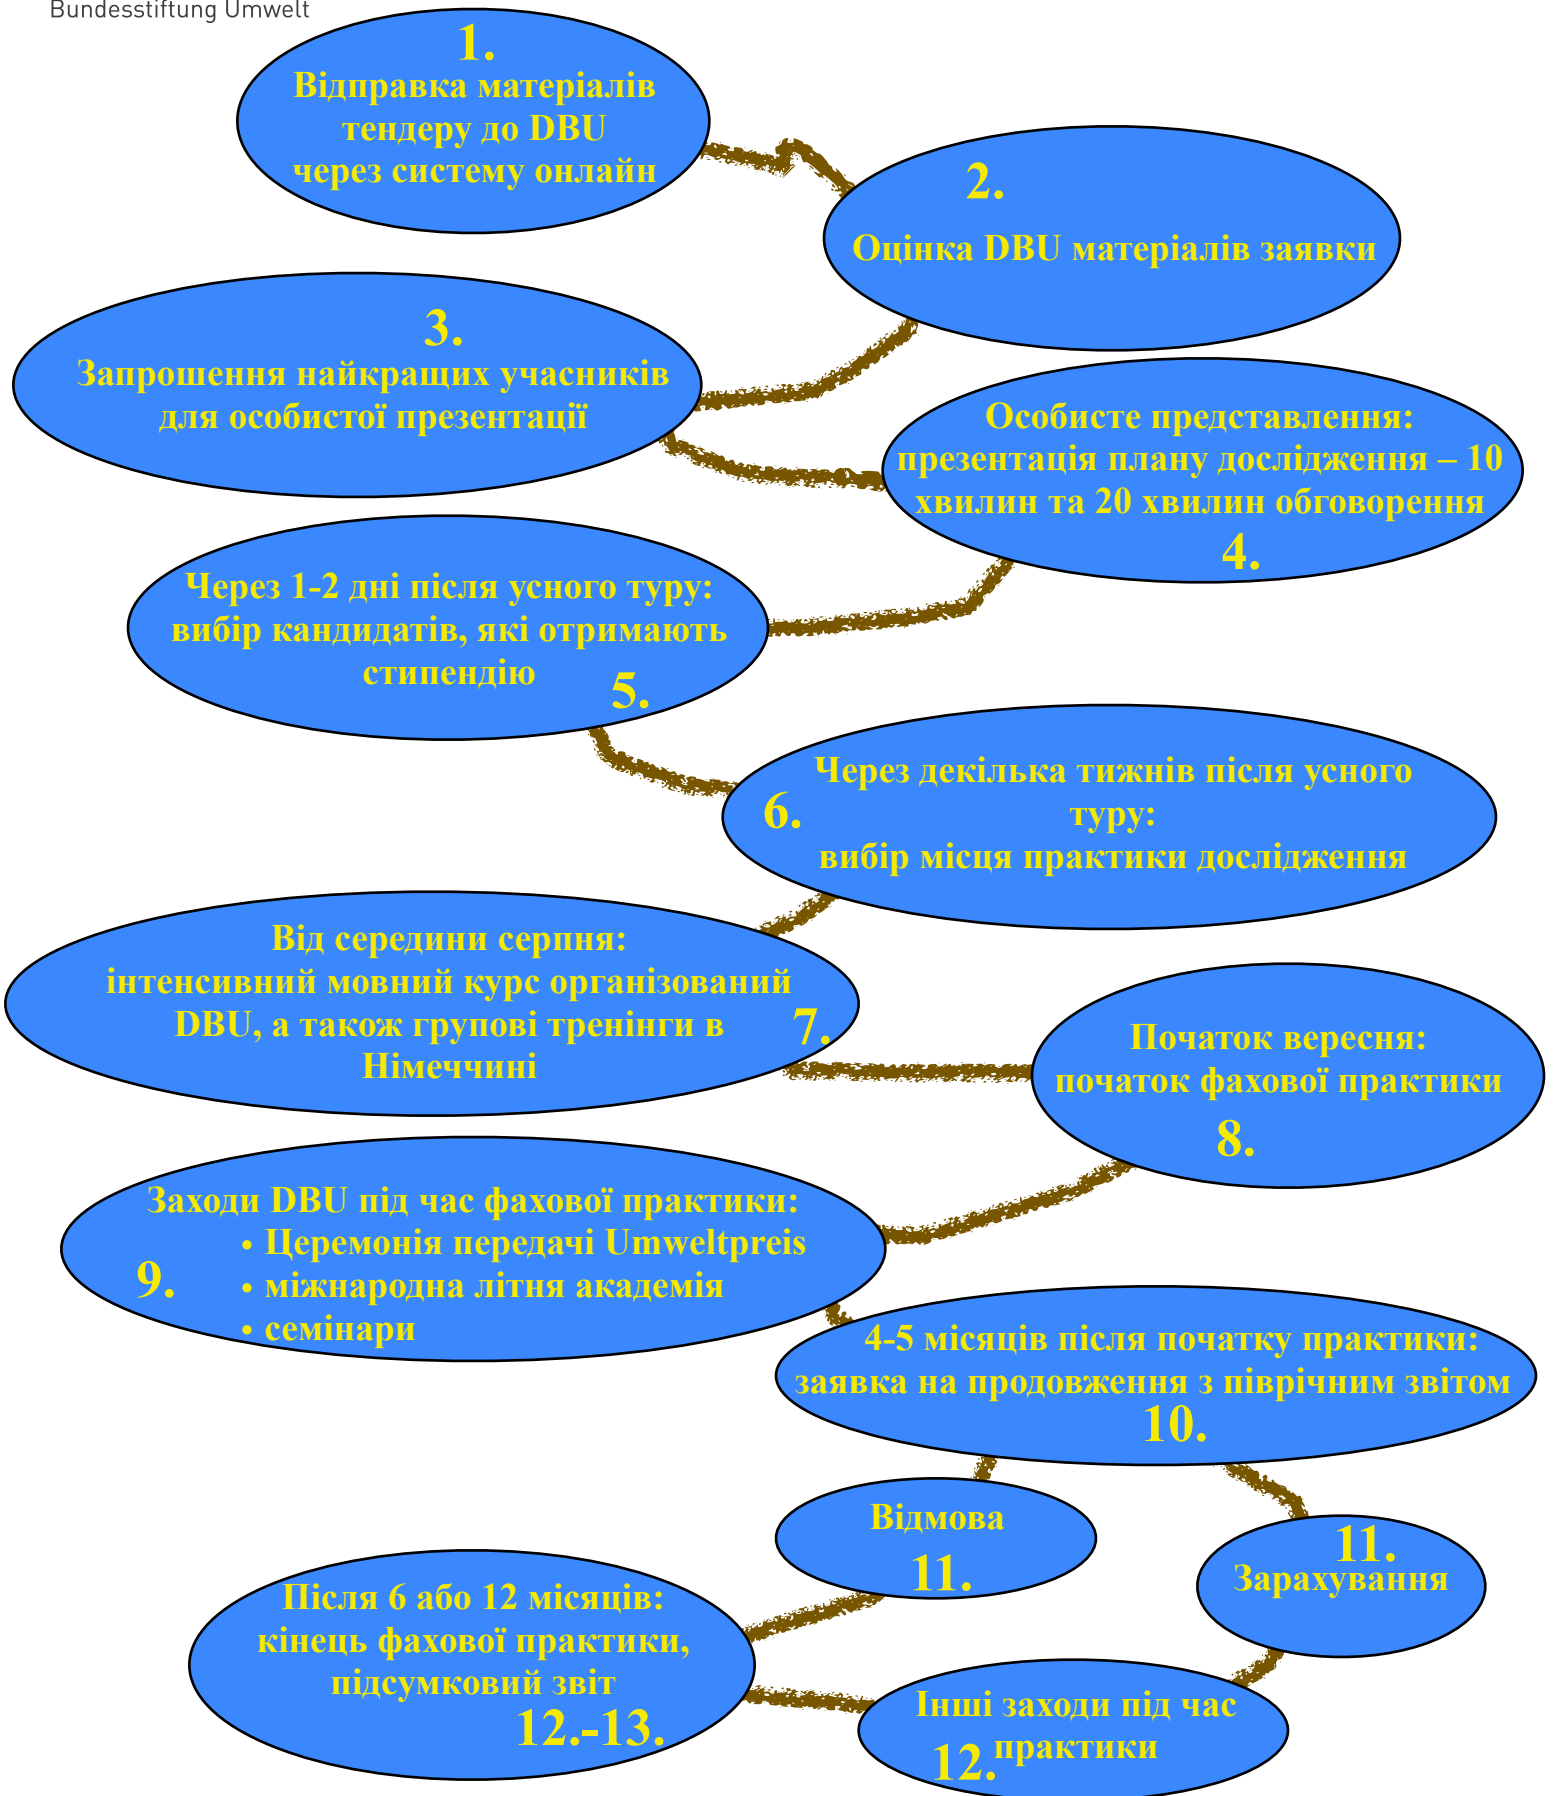 Bundesstiftung Umwelt
1.
Відправка матеріалів
тендеру до DBU
через систему онлайн
2.
Оцінка DBU матеріалів заявки
3.
Запрошення найкращих учасників
для особистої презентації
Особисте представлення:
презентація плану дослідження – 10
хвилин та 20 хвилин обговорення
4.
Через 1-2 дні після усного туру:
вибір кандидатів, які отримають
стипендію
5.
Через декілька тижнів після усного
6.
туру:
вибір місця практики дослідження
Від середини серпня:
інтенсивний мовний курс організований
DBU, а також групові тренінги в
7.
Німеччині
Початок вересня:
початок фахової практики
8.
Заходи DBU під час фахової практики:
• Церемонія передачі Umweltpreis
9.
• міжнародна літня академія
• семінари
4-5 місяців після початку практики:
заявка на продовження з піврічним звітом
10.
Відмова
11.
11.
Зарахування
Після 6 або 12 місяців:
кінець фахової практики,
підсумковий звіт
12.-13.
Інші заходи під час
практики
12.